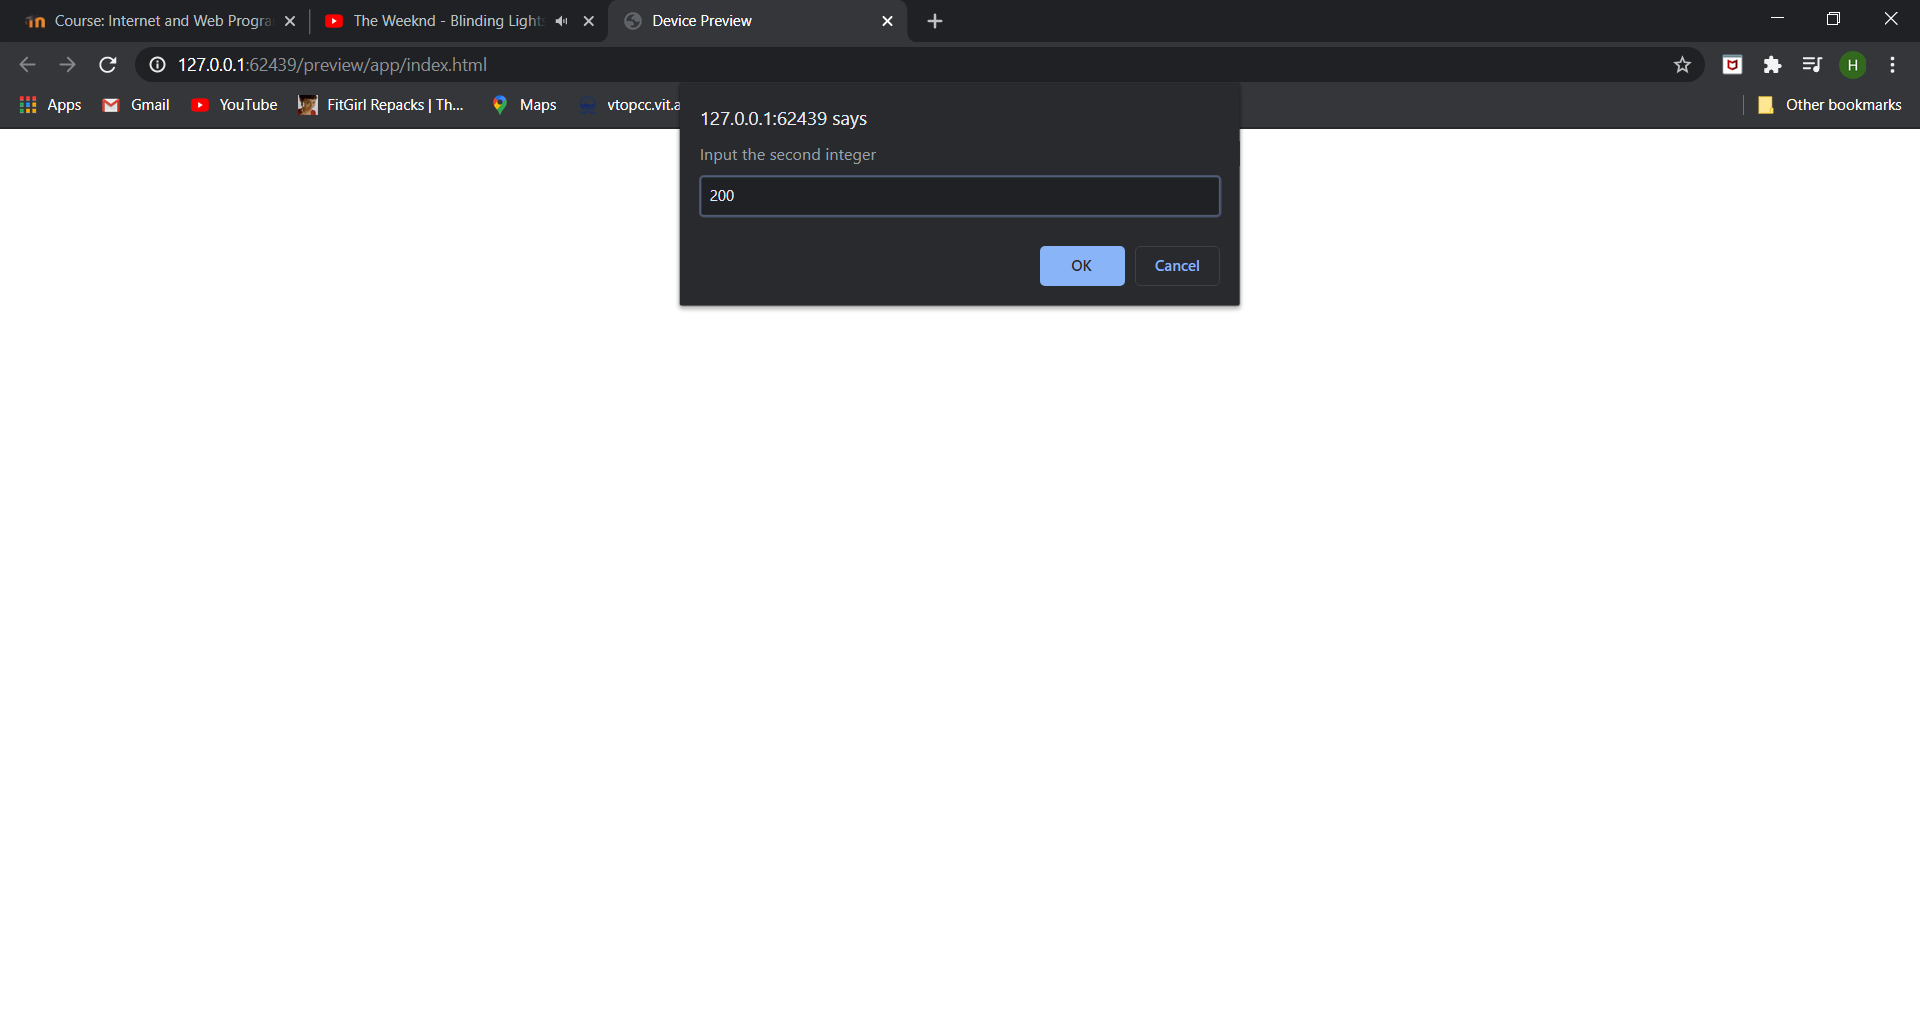 Course: Internet and Web Progra
The Weeknd - Blinding Light
Device Preview
127.0.0.1:62439/preview/app/index.html
H
Apps
Gmail
YouTube
FitGirl Repacks | Th...
Maps
vtopcc.vit.a
Other bookmarks
127.0.0.1:62439 says
Input the second integer
200
OK
Cancel